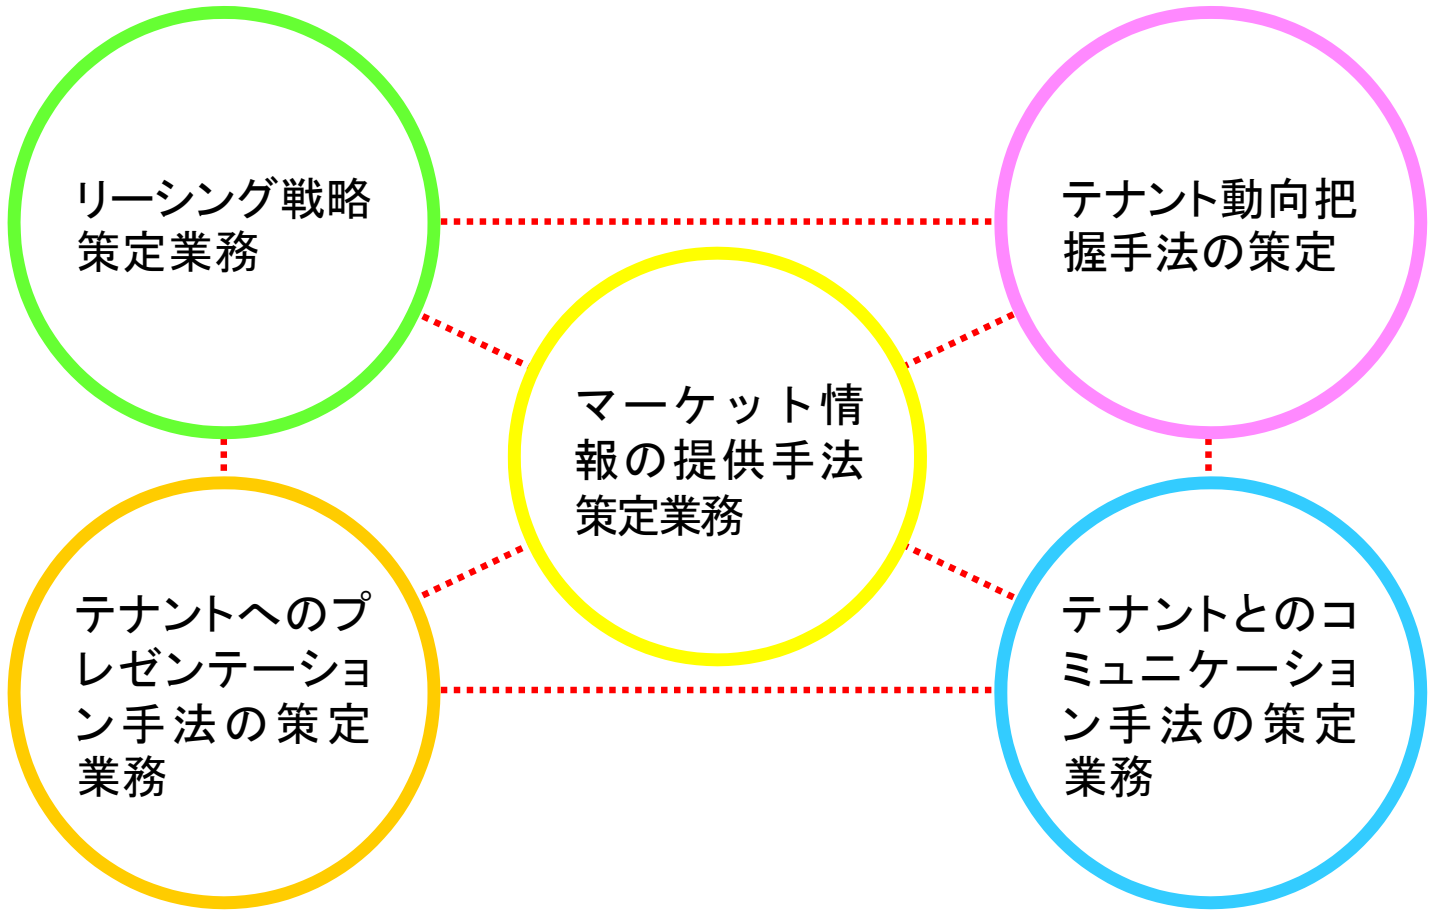 リーシング戦略
策定業務
テナント動向把
握手法の策定
マーケット情
報の提供手法
策定業務
テナントへのプ
レゼンテーショ
ン手法の策定
業務
テナントとのコ
ミュニケーショ
ン手法の策定
業務